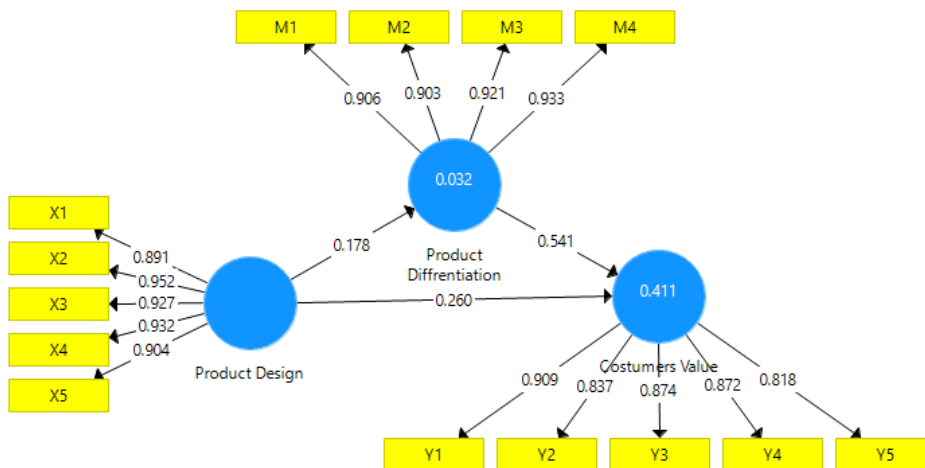 M1
M2
M3
M4
0.906
0.903
0.921
0.933
0.032
Product
Diffrentiation
X1
X2
X3
X4
X5
0.891
0.952
0.927
0.932
0.904
Product Design
0.178
0.541
0.260
0.411
Costumers Value
0.909
0.837
0.874
0.872
0.818
Y1
Y2
Y3
Y4
Y5